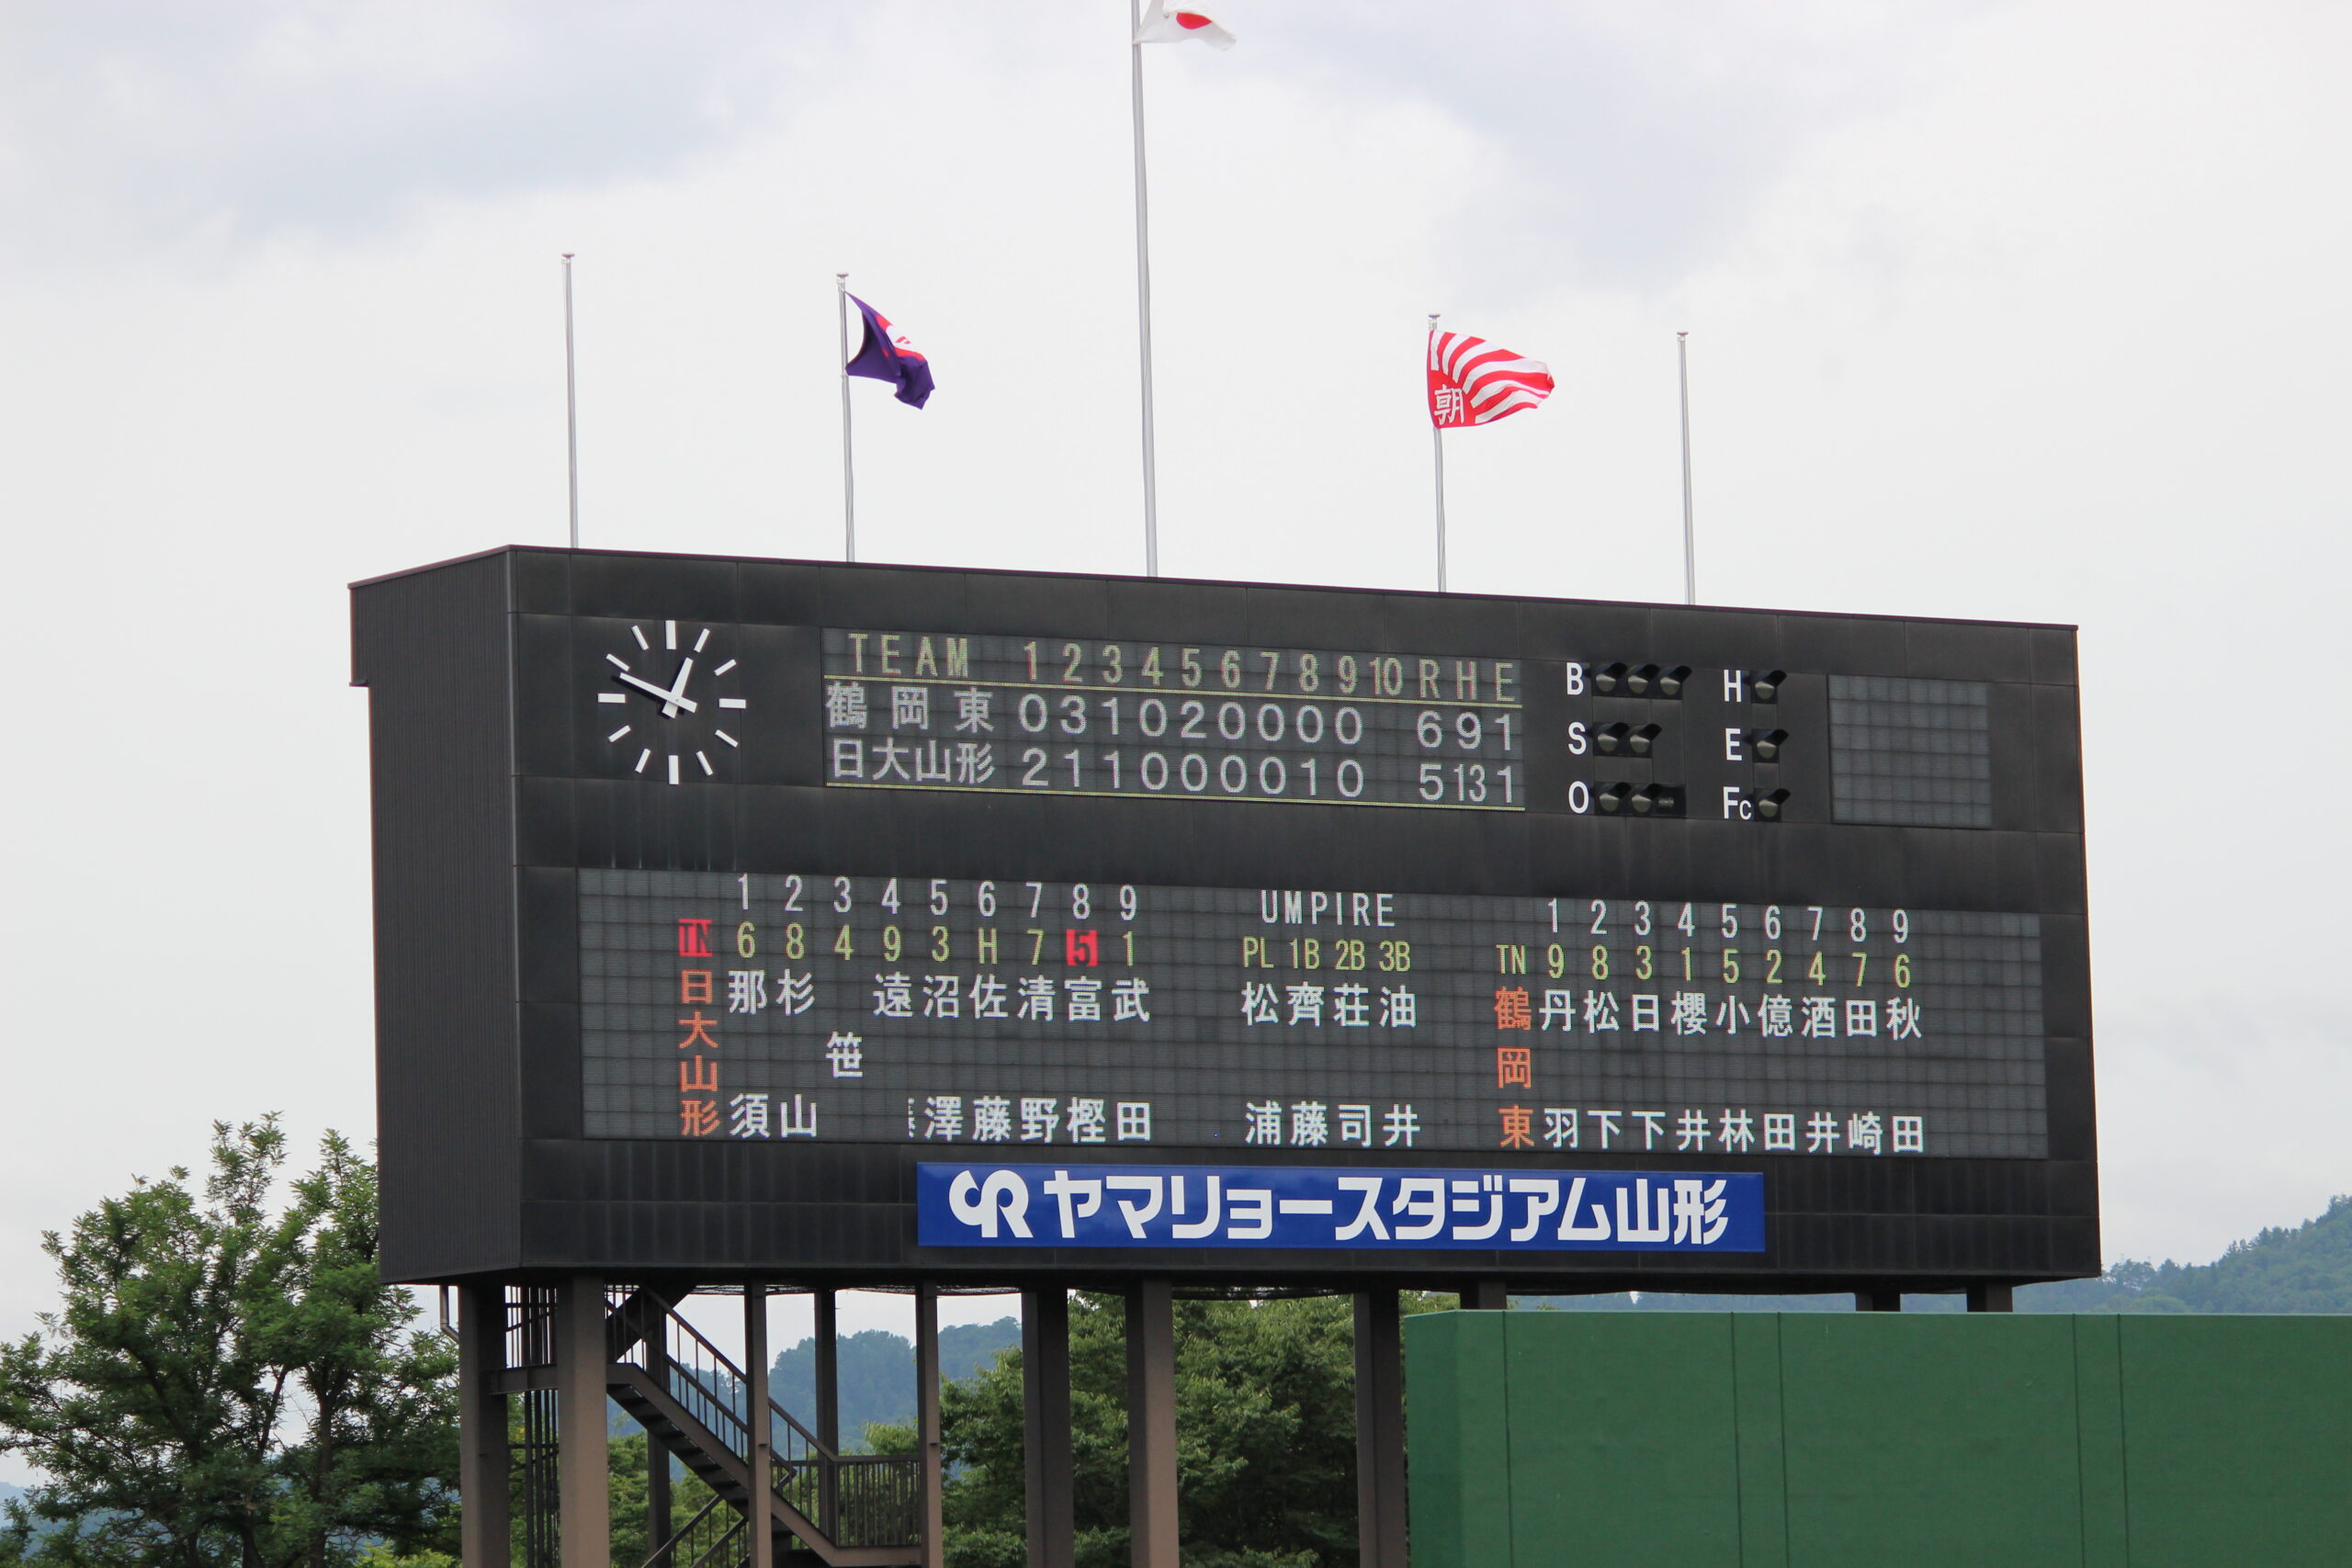 朝
TEAM 1 2 3 4 5 6 7 8 9 10 R H E
鶴岡東 0 3 1 0 2 0 0 0 0 6 9 1
日大山形 2 1 1 0 0 0 0 1 0 5 13 1
B H
S E
O Fc
1 2 3 4 5 6 7 8 9
TN 6 8 4 9 3 H 7 5 1
日大山形 那須 杉山 笹 遠 沼澤 佐藤 清野 富樫 武田
UMPIRE
PL 1B 2B 3B
松浦 齊藤 荘司 油井
1 2 3 4 5 6 7 8 9
TN 9 8 3 1 5 2 4 7 6
鶴岡東 丹羽 松下 日下 櫻井 小林 億田 酒井 田崎 秋田
ヤマリョースタジアム山形